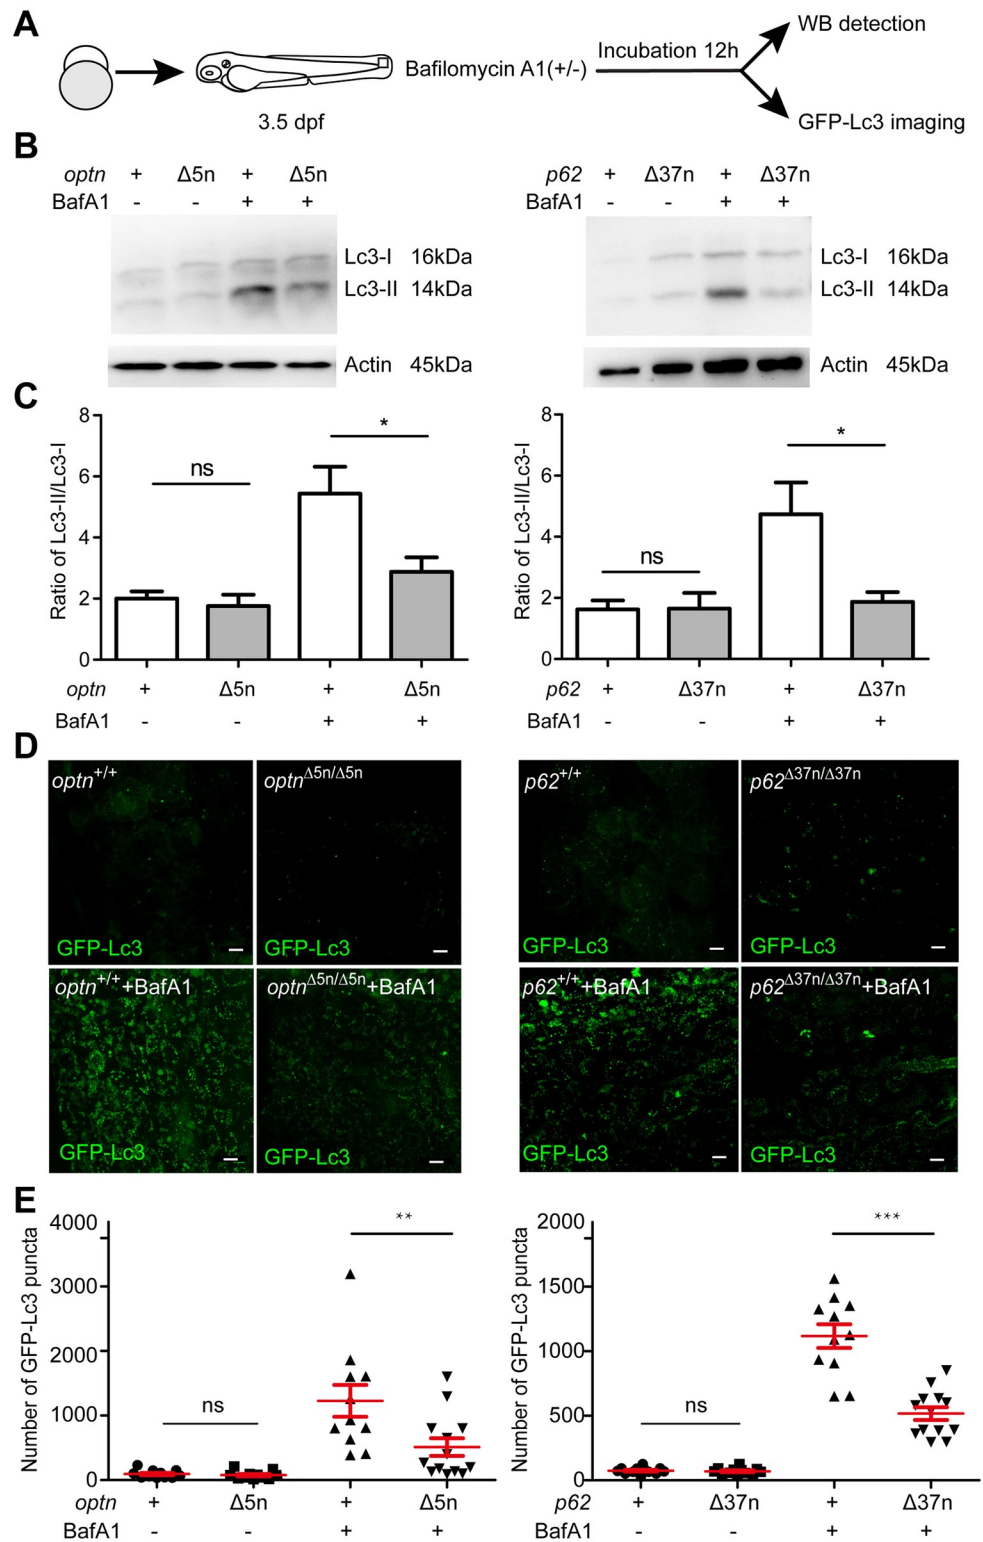 A
WB detection
Incubation 12h
Bafilomycin A1(+/-)
3.5 dpf
GFP-Lc3 imaging
B
optn + Δ5n + Δ5n
BafA1 - - + +
Lc3-I 16kDa
Lc3-II 14kDa
Actin 45kDa
p62 + Δ37n + Δ37n
BafA1 - - + +
Lc3-I 16kDa
Lc3-II 14kDa
Actin 45kDa
C
Ratio of Lc3-II/Lc3-I
8
6
4
2
0
ns
*
optn + Δ5n + Δ5n
BafA1 - - + +
Ratio of Lc3-II/Lc3-I
8
6
4
2
0
ns
*
p62 + Δ37n + Δ37n
BafA1 - - + +
D
optn+/+
GFP-Lc3
optnΔ5n/Δ5n
GFP-Lc3
p62+/+
GFP-Lc3
p62Δ37n/Δ37n
GFP-Lc3
optn+/++BafA1
GFP-Lc3
optnΔ5n/Δ5n+BafA1
GFP-Lc3
p62+/++BafA1
GFP-Lc3
p62Δ37n/Δ37n+BafA1
GFP-Lc3
E
Number of GFP-Lc3 puncta
4000
3000
2000
1000
0
ns
**
optn + Δ5n + Δ5n
BafA1 - - + +
Number of GFP-Lc3 puncta
2000
1500
1000
500
0
ns
***
p62 + Δ37n + Δ37n
BafA1 - - + +